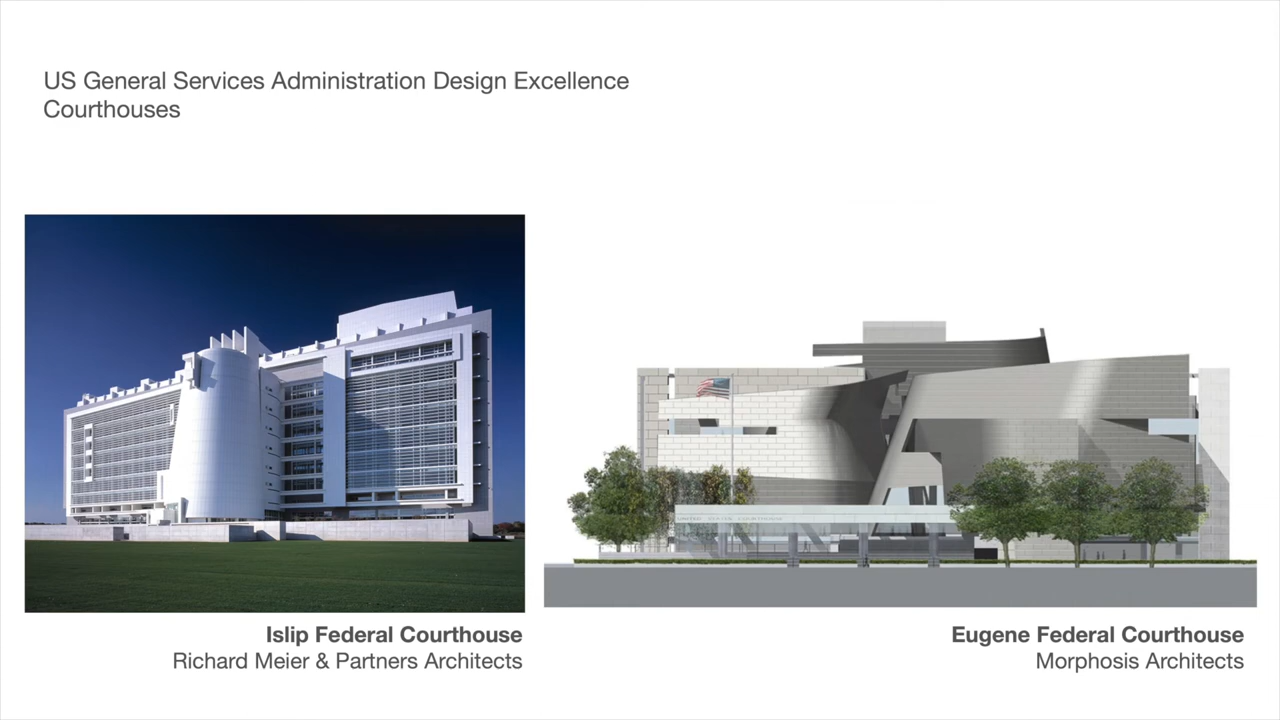 US General Services Administration Design Excellence
Courthouses
Islip Federal Courthouse
Richard Meier & Partners Architects
Eugene Federal Courthouse
Morphosis Architects